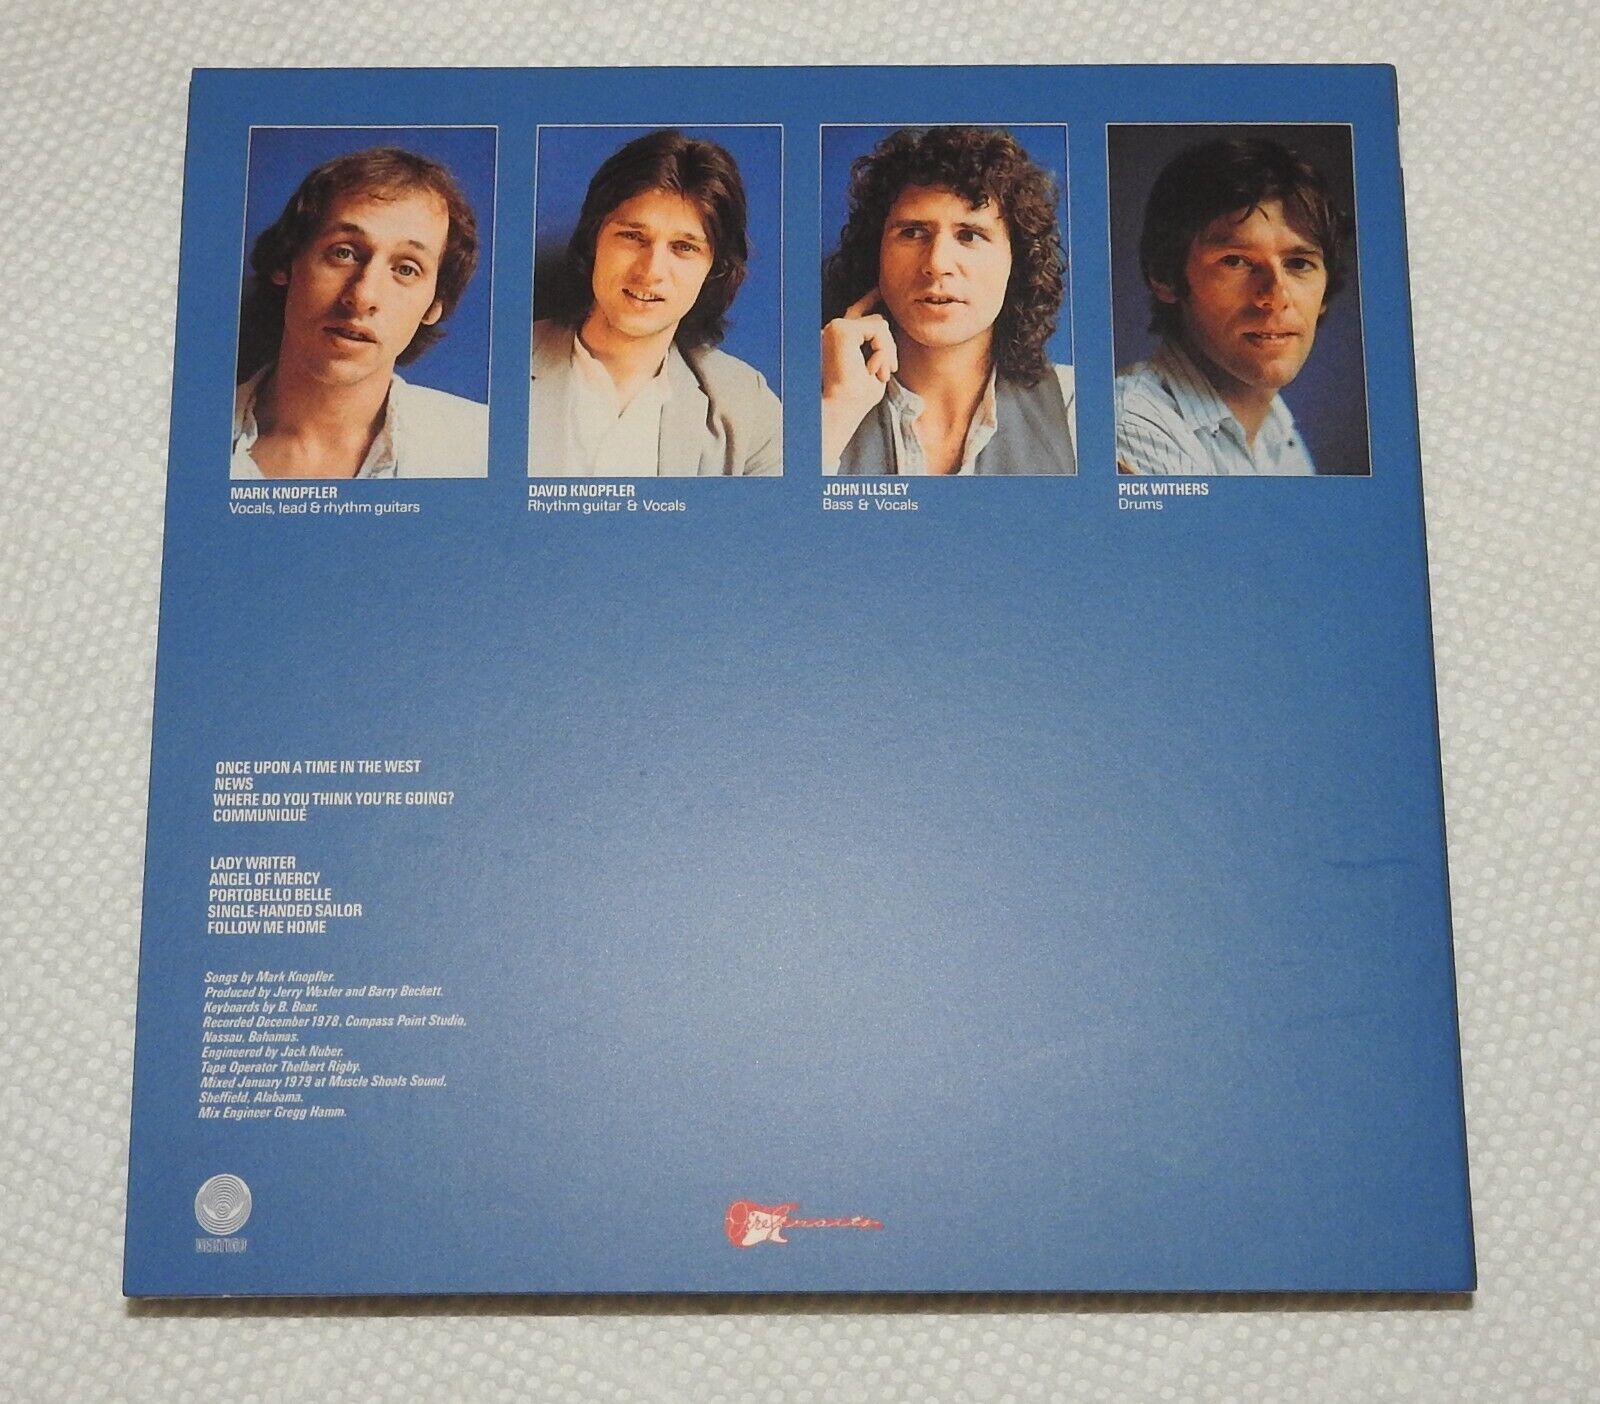 MARK KNOPFLER
Vocals, lead & rhythm guitars
DAVID KNOPFLER
Rhythm guitar & Vocals
JOHN ILLSLEY
Bass & Vocals
PICK WITHERS
Drums
ONCE UPON A TIME IN THE WEST
NEWS
WHERE DO YOU THINK YOU'RE GOING?
COMMUNIQUÉ
LADY WRITER
ANGEL OF MERCY
PORTOBELLO BELLE
SINGLE-HANDED SAILOR
FOLLOW ME HOME
Songs by Mark Knopfler.
Produced by Jerry Wexler and Barry Beckett.
Keyboards by B. Bear.
Recorded December 1978, Compass Point Studio,
Nassau, Bahamas.
Engineered by Jack Nuber.
Tape Operator Thelbert Rigby.
Mixed January 1979 at Muscle Shoals Sound,
Sheffield, Alabama.
Mix Engineer Gregg Hamm.
VERTIGO
Dire Straits